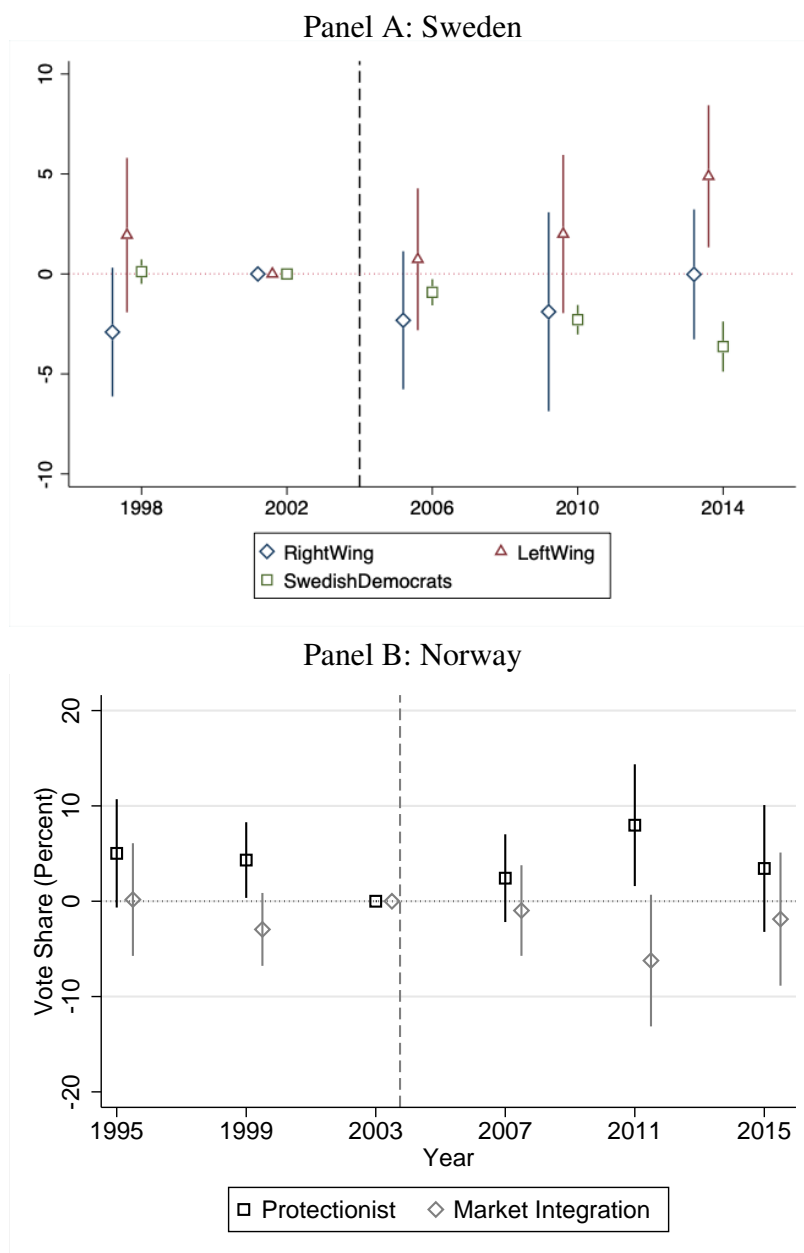 Panel A: Sweden
10
5
0
-5
-10
1998 2002 2006 2010 2014
RightWing LeftWing
SwedishDemocrats
Panel B: Norway
Vote Share (Percent)
20
10
0
-10
-20
1995 1999 2003 2007 2011 2015
Year
Protectionist Market Integration